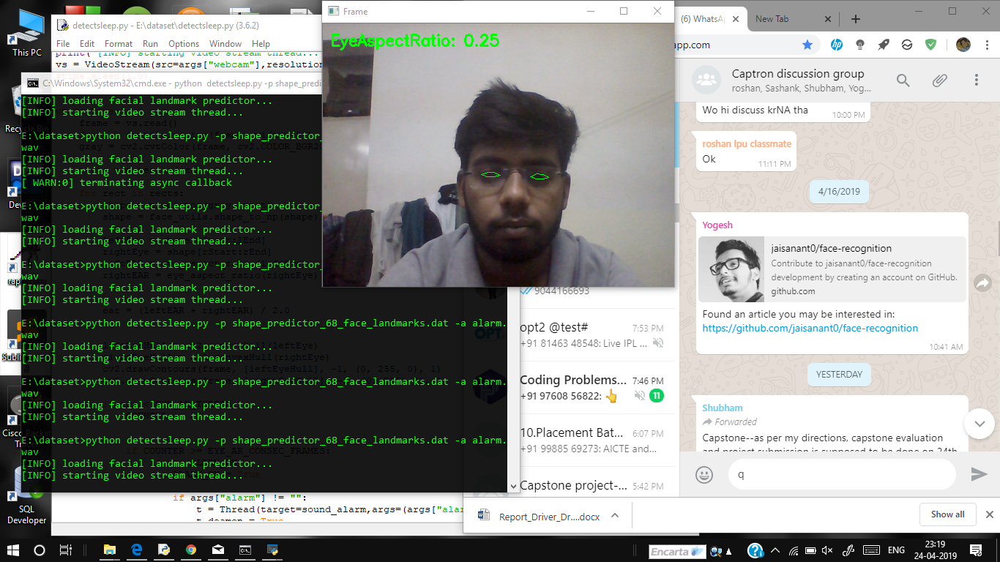 This PC
Recycle Bin
SQL
Developer
detectsleep.py - E:\dataset\detectsleep.py (3.6.2)
File Edit Format Run Options Window Help
vs = VideoStream(src=args["webcam"],resolution
C:\Windows\System32\cmd.exe - python detectsleep.py -p shape_predi
[INFO] loading facial landmark predictor...
[INFO] starting video stream thread...
E:\dataset>python detectsleep.py -p shape_predictor_
wav
[INFO] loading facial landmark predictor...
[INFO] starting video stream thread...
[ WARN:0] terminating async callback
E:\dataset>python detectsleep.py -p shape_predictor_
wav
[INFO] loading facial landmark predictor...
[INFO] starting video stream thread...
E:\dataset>python detectsleep.py -p shape_predictor_
wav
[INFO] loading facial landmark predictor...
[INFO] starting video stream thread...
E:\dataset>python detectsleep.py -p shape_predictor_68_face_landmarks.dat -a alarm.
wav
[INFO] loading facial landmark predictor...
[INFO] starting video stream thread...
E:\dataset>python detectsleep.py -p shape_predictor_68_face_landmarks.dat -a alarm.
wav
[INFO] loading facial landmark predictor...
[INFO] starting video stream thread...
E:\dataset>python detectsleep.py -p shape_predictor_68_face_landmarks.dat -a alarm.
wav
[INFO] loading facial landmark predictor...
[INFO] starting video stream thread...
if args["alarm"] != "":
t = Thread(target=sound_alarm,args=(args["alar
t.deamon = True
Frame
EyeAspectRatio: 0.25
(6) WhatsA
New Tab
app.com
9044166693
opt2 @test#
7:53 PM
+91 81463 48548: Live IPL ...
Coding Problems...
7:46 PM
+91 97608 56822: 👆
11
10.Placement Bat...
6:07 PM
+91 99885 69273: AICTE and...
Capstone project-...
5:42 PM
Captron discussion group
roshan, Sashank, Shubham, Yog...
Wo hi discuss krNA tha
10:00 PM
roshan lpu classmate
Ok
11:11 PM
4/16/2019
Yogesh
jaisanant0/face-recognition
Contribute to jaisanant0/face-recognition
development by creating an account on GitHub.
github.com
Found an article you may be interested in:
https://github.com/jaisanant0/face-recognition
10:41 AM
YESTERDAY
Shubham
Forwarded
Capstone--as per my directions, capstone evaluation
and project submission is supposed to be done on 24th
q
Report_Driver_Dr....docx
Show all
Encarta
ENG
23:19
24-04-2019